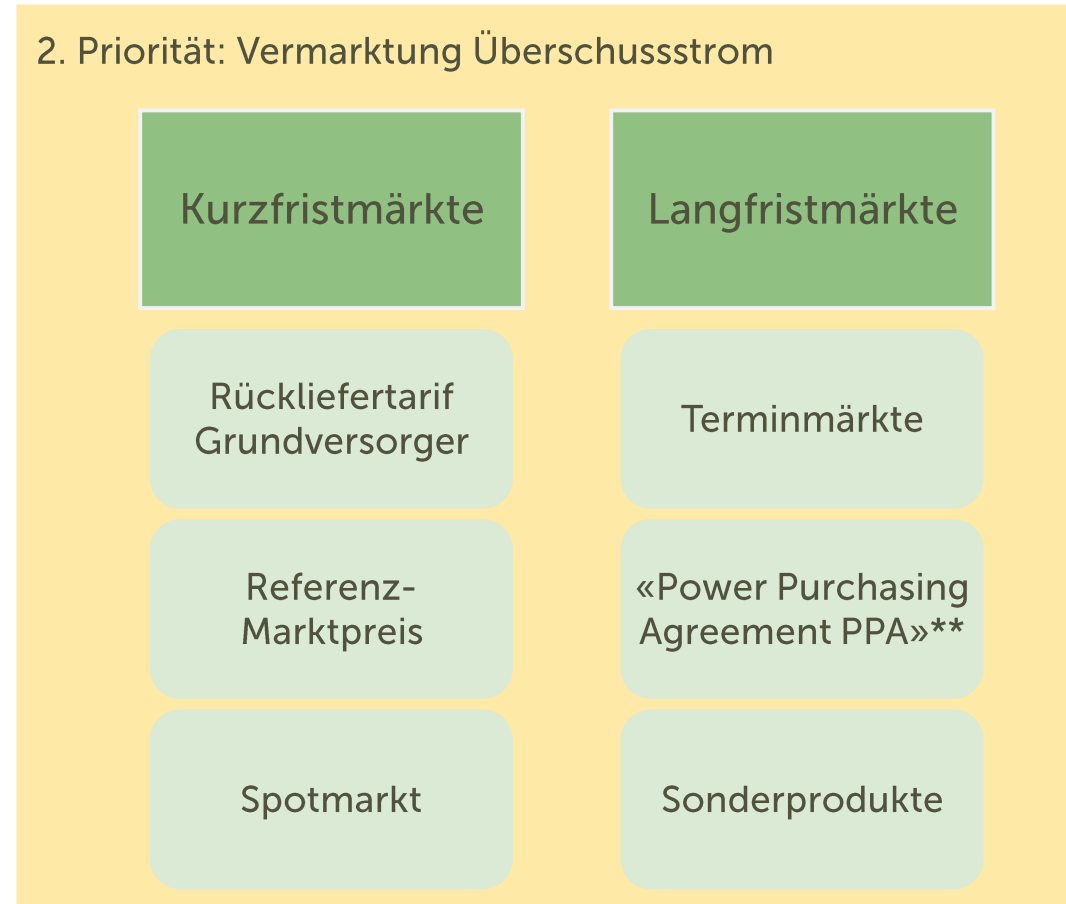 2. Priorität: Vermarktung Überschussstrom
Kurzfristmärkte
Langfristmärkte
Rückliefertarif
Grundversorger
Terminmärkte
Referenz-
Marktpreis
«Power Purchasing
Agreement PPA»**
Spotmarkt
Sonderprodukte